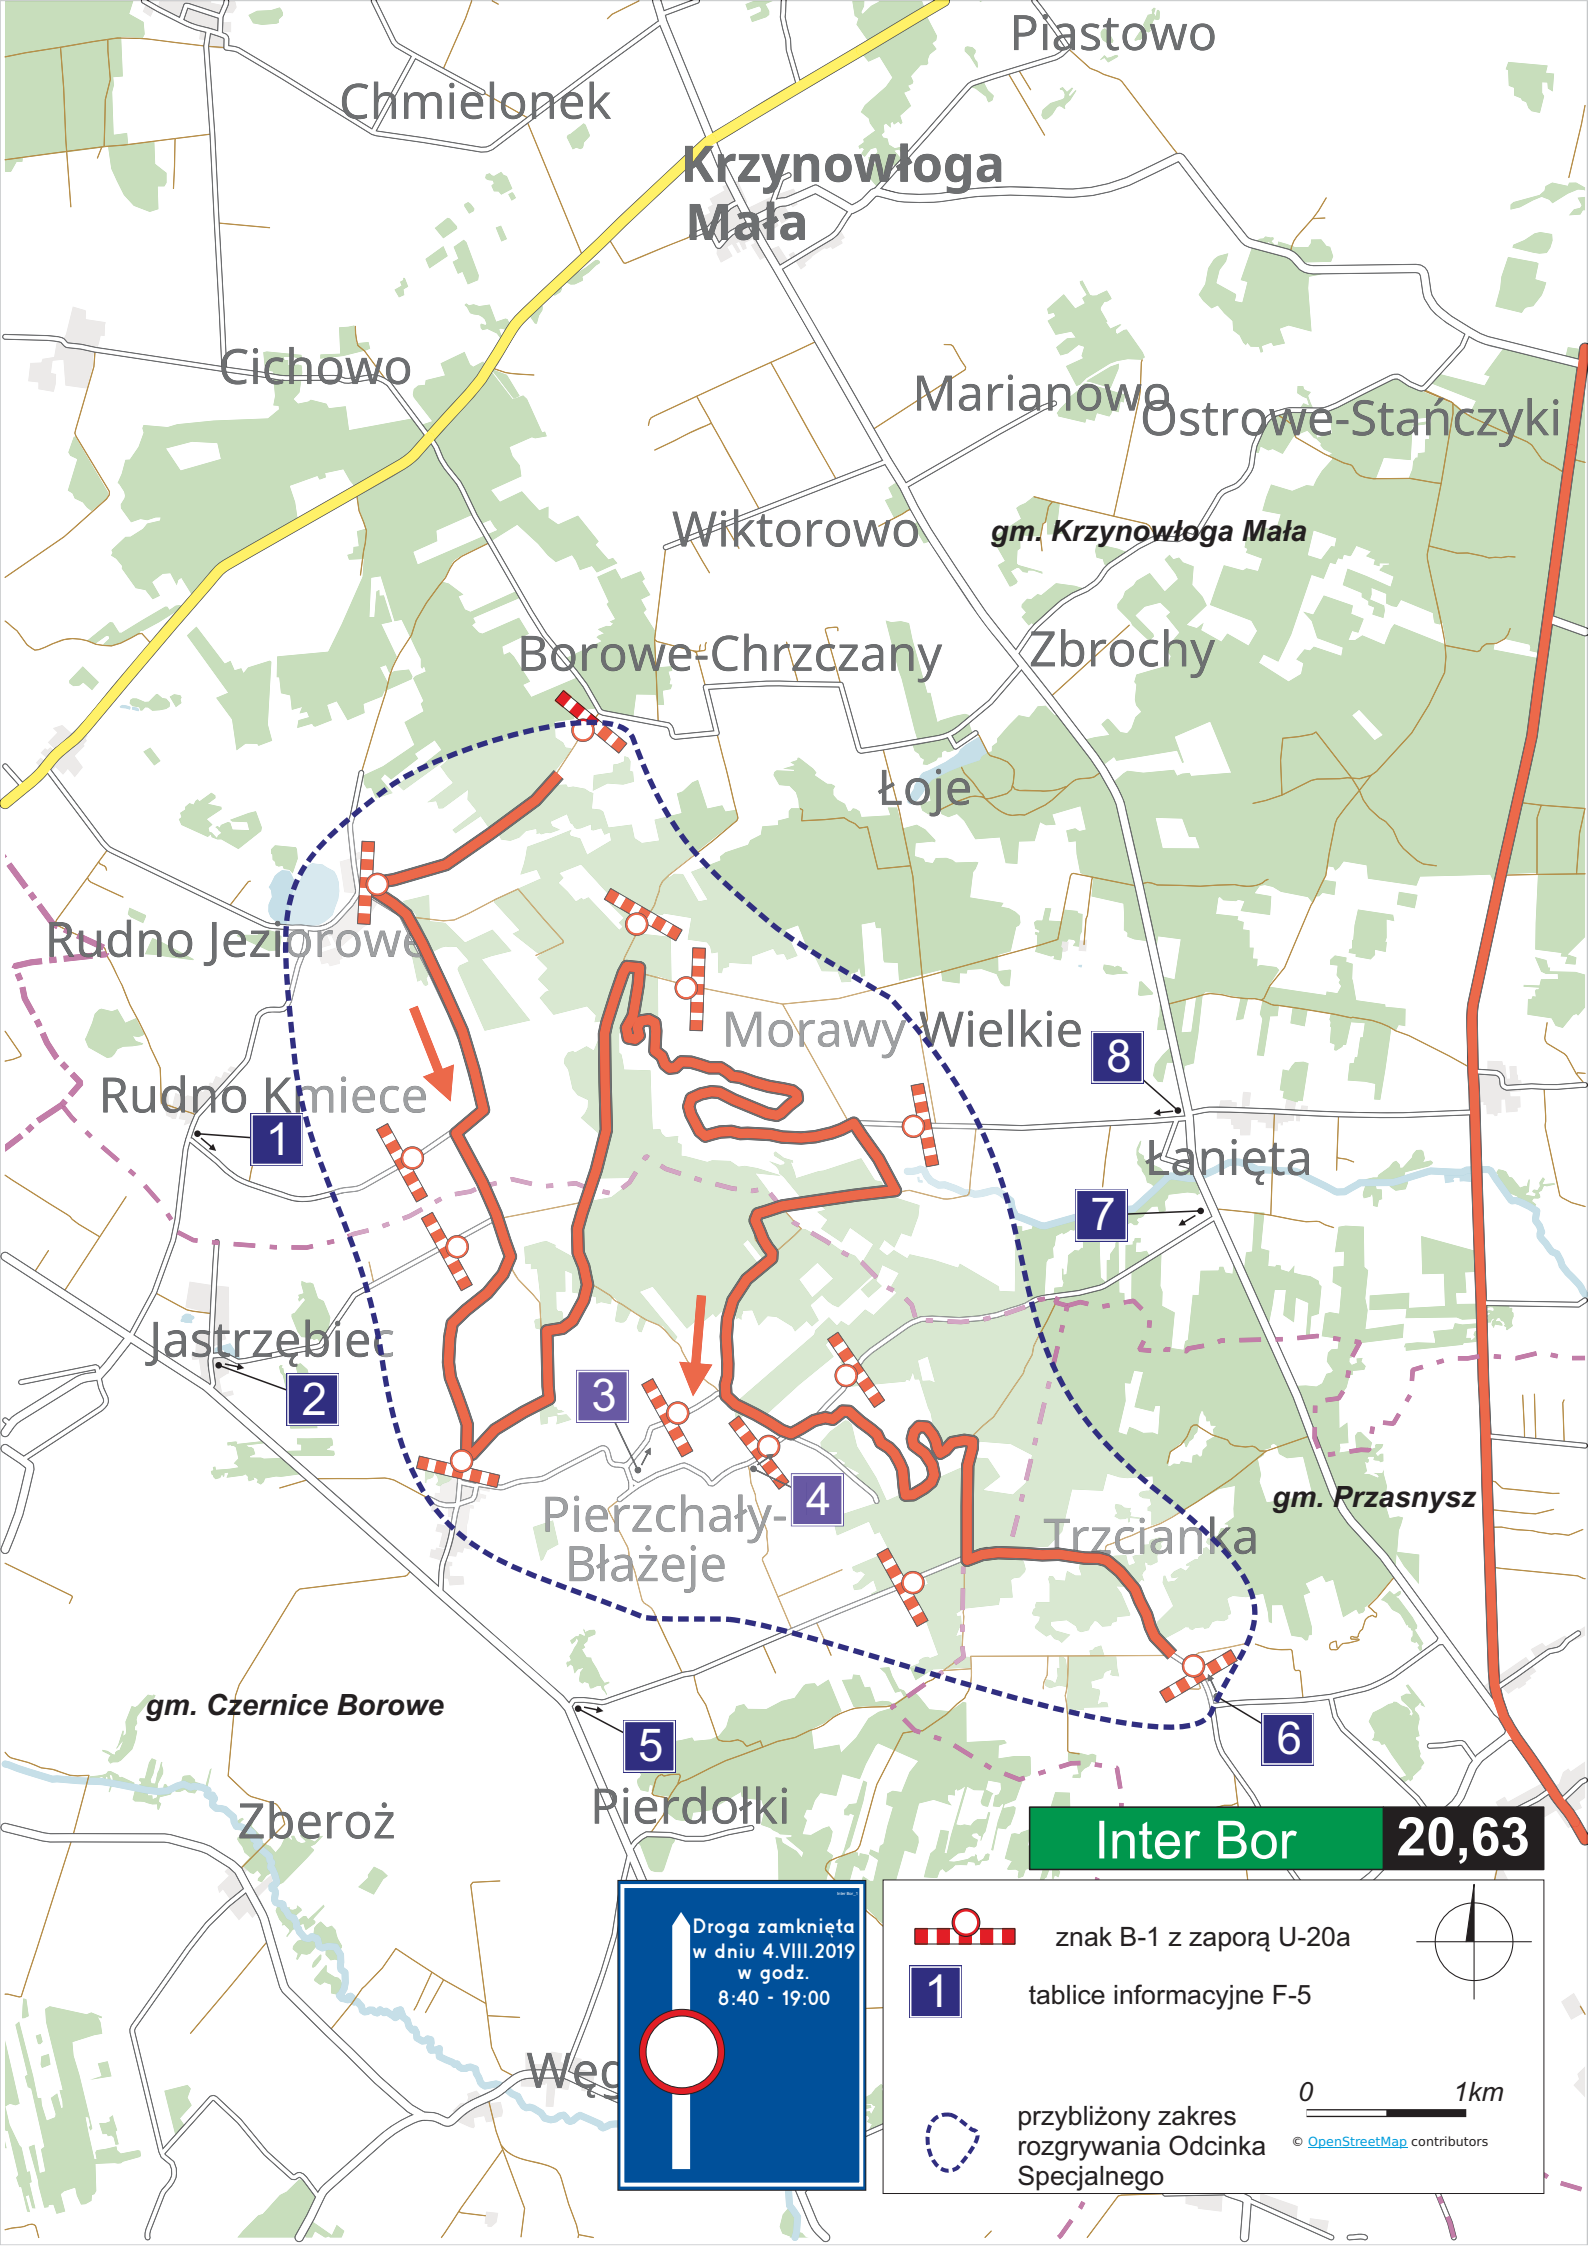 Piastowo
Chmielonek
Krzynowłoga
Mała
Cichowo
Marianowo
Ostrowe-Stańczyki
Wiktorowo
gm. Krzynowłoga Mała
Borowe-Chrzczany
Zbrochy
Łoje
Rudno Jeziorowe
Morawy Wielkie
8
Rudno Kmiece
1
Łanięta
7
Jastrzębiec
2
3
4
gm. Przasnysz
Pierzchały-
Błażeje
Trzcianka
gm. Czernice Borowe
5
6
Pierdołki
Zberoż
Inter Bor 20,63
Droga zamknięta
w dniu 4.VIII.2019
w godz.
8:40 - 19:00
znak B-1 z zaporą U-20a
1 tablice informacyjne F-5
Węg
0 1km
przybliżony zakres
rozgrywania Odcinka
Specjalnego
© OpenStreetMap contributors